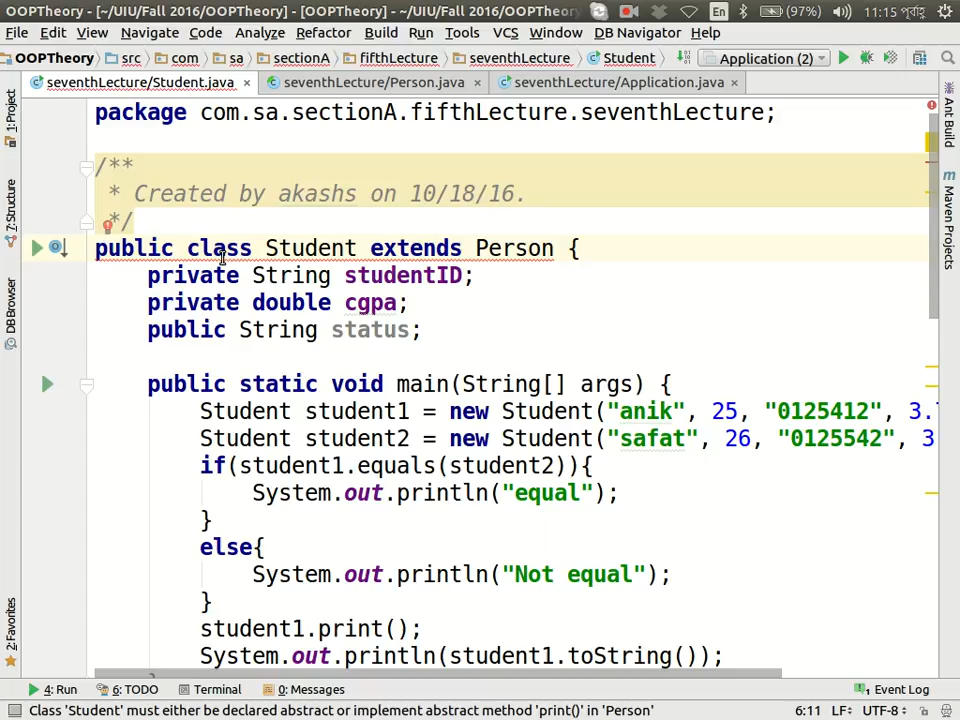 OOPTheory - [~/UIU/Fall 2016/OOPTheory] - [OOPTheory] - .../UIU/Fall 2016/OOPTheory/
En (97%) 11:15 পূর্বাহ্ন
File Edit View Navigate Code Analyze Refactor Build Run Tools VCS Window DB Navigator Help
OOPTheory src com sa sectionA fifthLecture seventhLecture Student Application (2)
seventhLecture/Student.java × seventhLecture/Person.java × seventhLecture/Application.java ×
1: Project
7: Structure
DB Browser
2: Favorites
package com.sa.sectionA.fifthLecture.seventhLecture;
/**
* Created by akashs on 10/18/16.
*/
public class Student extends Person {
private String studentID;
private double cgpa;
public String status;
public static void main(String[] args) {
Student student1 = new Student("anik", 25, "0125412", 3.
Student student2 = new Student("safat", 26, "0125542", 3
if(student1.equals(student2)){
System.out.println("equal");
}
else{
System.out.println("Not equal");
}
student1.print();
System.out.println(student1.toString());
Ant Build
Maven Projects
4: Run 6: TODO Terminal 0: Messages 1 Event Log
Class 'Student' must either be declared abstract or implement abstract method 'print()' in 'Person' 6:11 LF÷ UTF-8÷